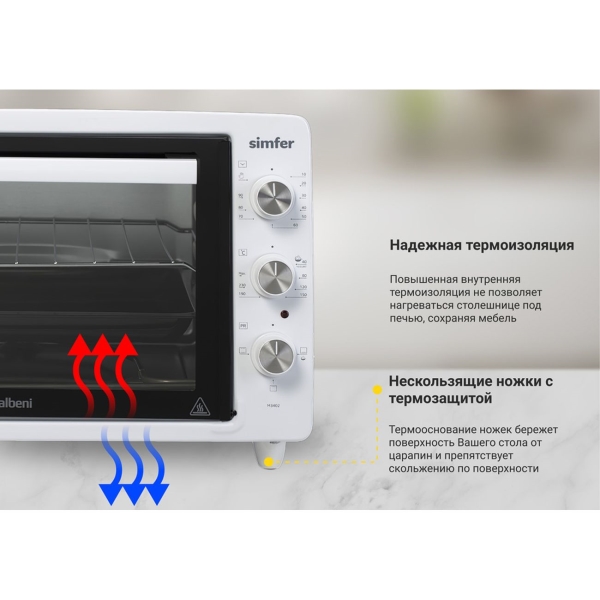 simfer
Надежная термоизоляция
Повышенная внутренняя
термоизоляция не позволяет
нагреваться столешнице под
печью, сохраняя мебель
Нескользящие ножки с
термозащитой
Термооснование ножек бережет
поверхность Вашего стола от
царапин и препятствует
скольжению по поверхности
albeni